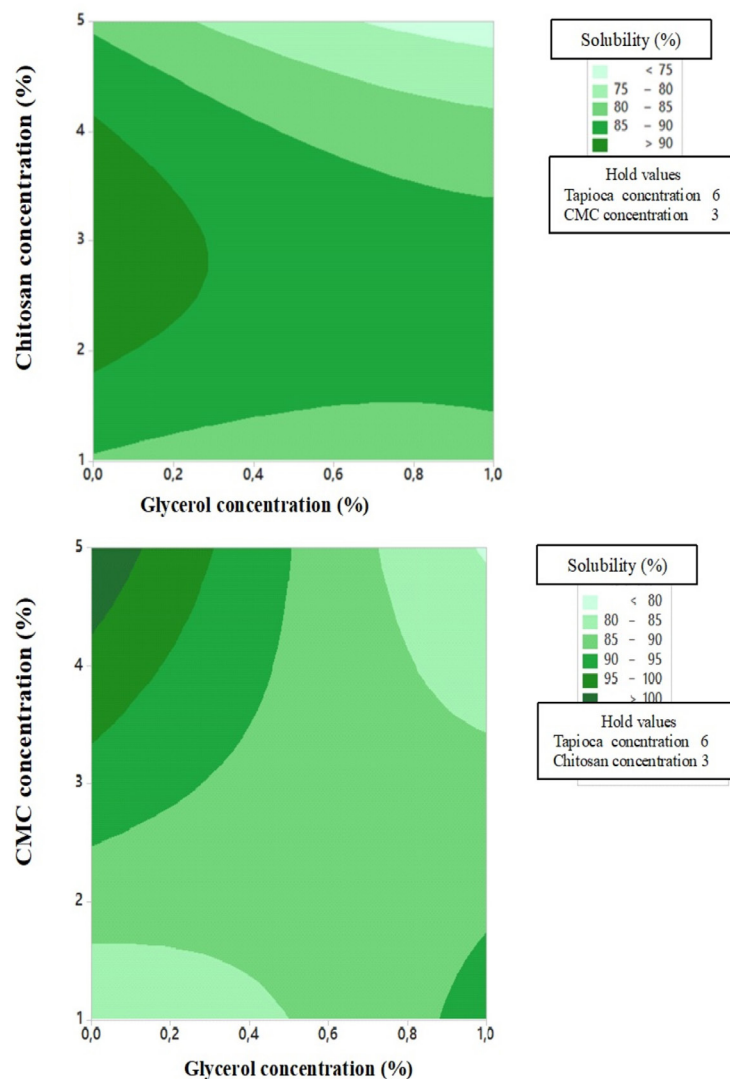 5
4
3
2
1
Chitosan concentration (%)
0,0 0,2 0,4 0,6 0,8 1,0
Glycerol concentration (%)
Solubility (%)
< 75
75 – 80
80 – 85
85 – 90
> 90
Hold values
Tapioca concntration 6
CMC concentration 3
5
4
3
2
1
CMC concentration (%)
0,0 0,2 0,4 0,6 0,8 1,0
Glycerol concentration (%)
Solubility (%)
< 80
80 – 85
85 – 90
90 – 95
95 – 100
> 100
Hold values
Tapioca concntration 6
Chitosan concentration 3